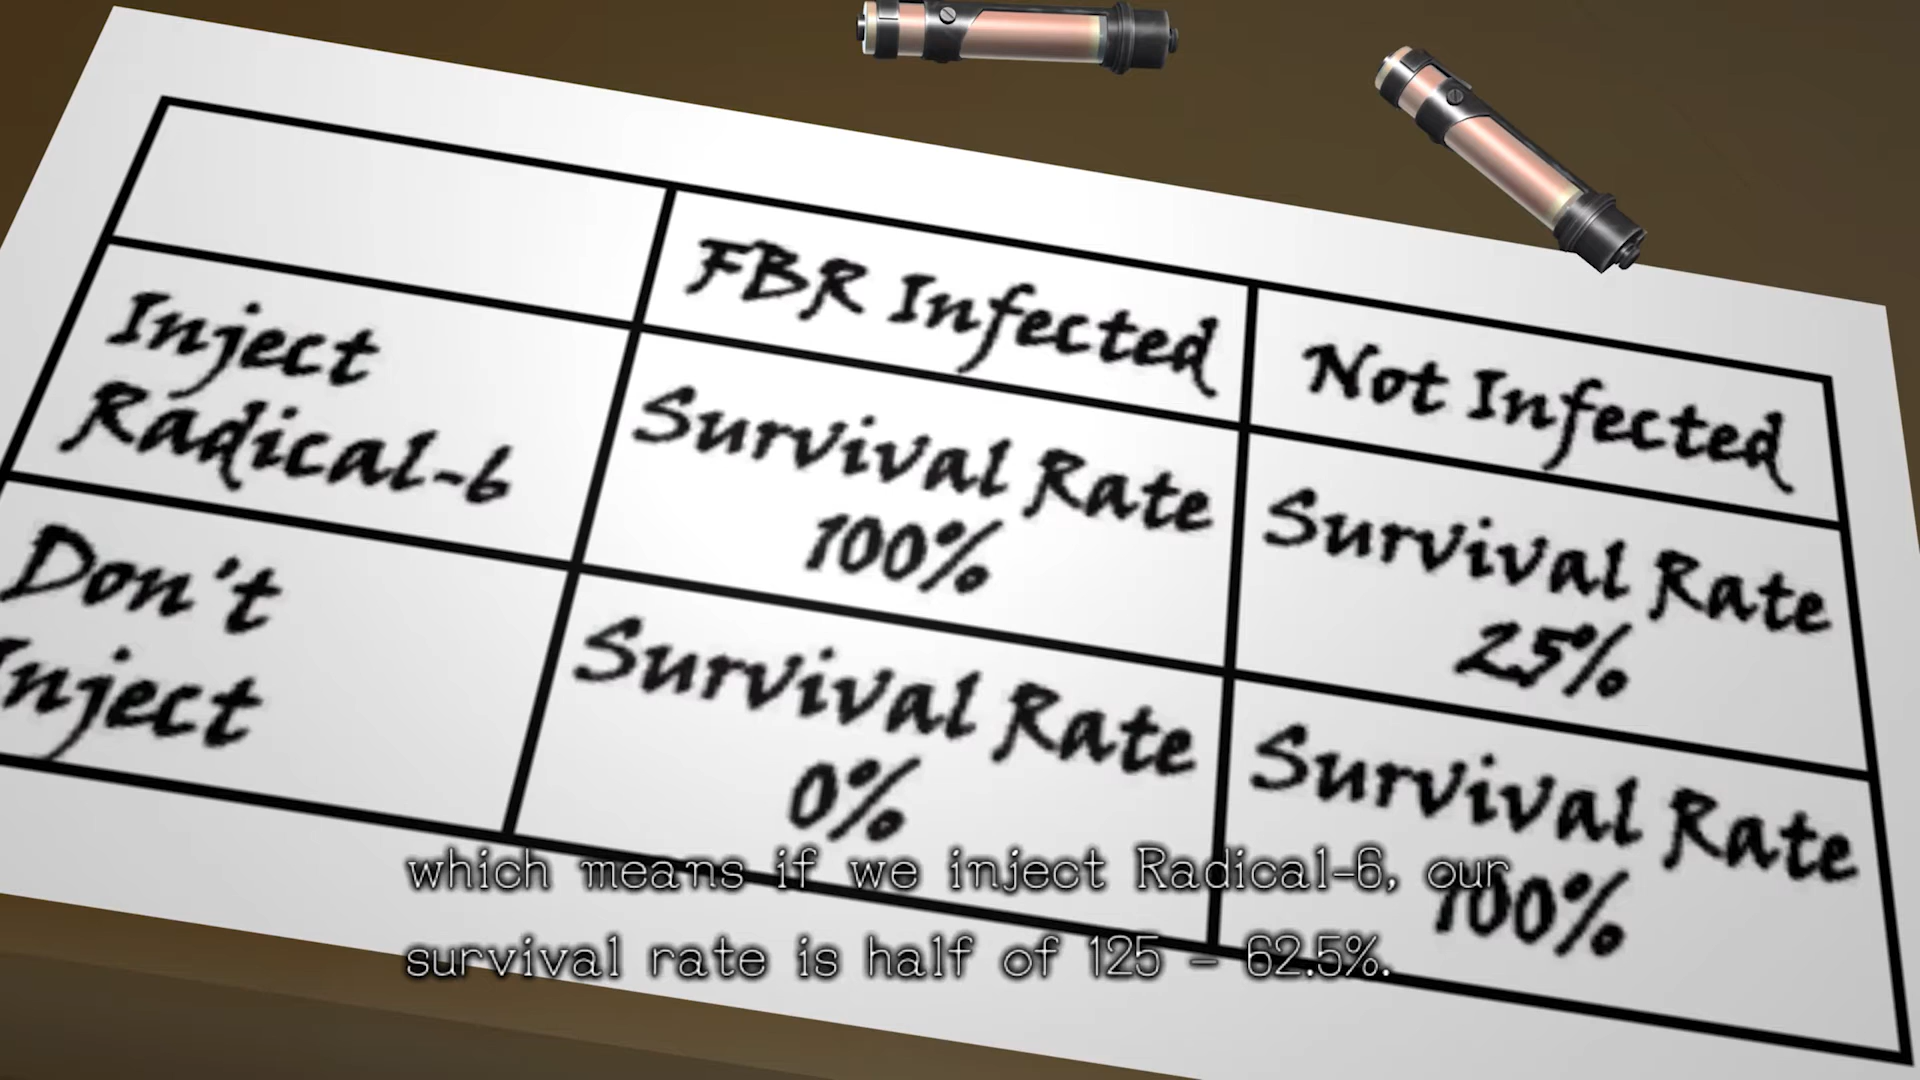 FBR Infected
Not Infected
Inject
Radical-6
Survival Rate
100%
Survival Rate
25%
Don't
Inject
Survival Rate
0%
Survival Rate
100%
which means if we inject Radical-6, our
survival rate is half of 125 - 62.5%.